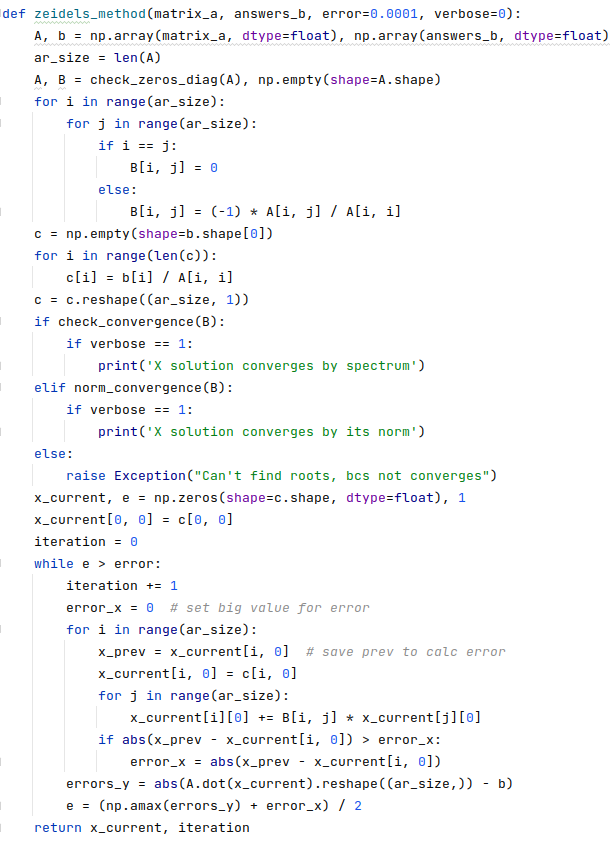 def zeidels_method(matrix_a, answers_b, error=0.0001, verbose=0):
    A, b = np.array(matrix_a, dtype=float), np.array(answers_b, dtype=float)
    ar_size = len(A)
    A, B = check_zeros_diag(A), np.empty(shape=A.shape)
    for i in range(ar_size):
        for j in range(ar_size):
            if i == j:
                B[i, j] = 0
            else:
                B[i, j] = (-1) * A[i, j] / A[i, i]
    c = np.empty(shape=b.shape[0])
    for i in range(len(c)):
        c[i] = b[i] / A[i, i]
    c = c.reshape((ar_size, 1))
    if check_convergence(B):
        if verbose == 1:
            print('X solution converges by spectrum')
    elif norm_convergence(B):
        if verbose == 1:
            print('X solution converges by its norm')
    else:
        raise Exception("Can't find roots, bcs not converges")
    x_current, e = np.zeros(shape=c.shape, dtype=float), 1
    x_current[0, 0] = c[0, 0]
    iteration = 0
    while e > error:
        iteration += 1
        error_x = 0  # set big value for error
        for i in range(ar_size):
            x_prev = x_current[i, 0]  # save prev to calc error
            x_current[i, 0] = c[i, 0]
            for j in range(ar_size):
                x_current[i][0] += B[i, j] * x_current[j][0]
            if abs(x_prev - x_current[i, 0]) > error_x:
                error_x = abs(x_prev - x_current[i, 0])
        errors_y = abs(A.dot(x_current).reshape((ar_size,)) - b)
        e = (np.amax(errors_y) + error_x) / 2
    return x_current, iteration